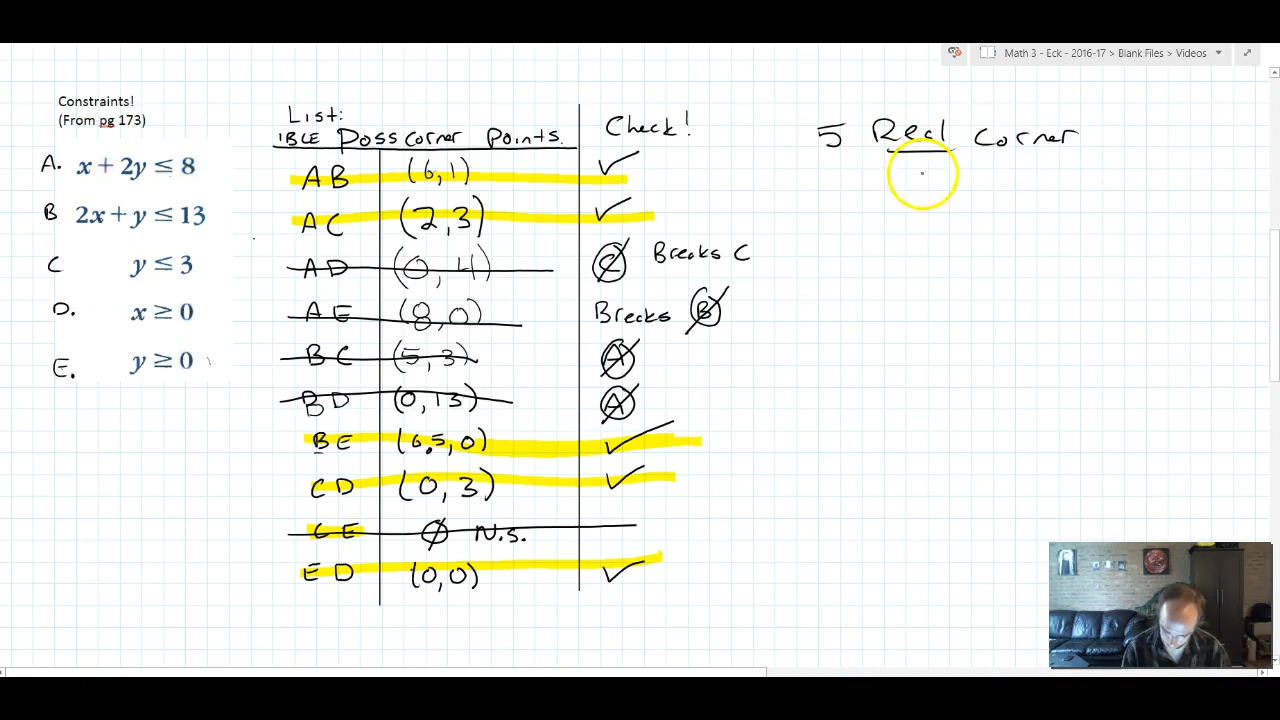 Math 3 - Eck - 2016-17 > Blank Files > Videos
Constraints!
(From pg 173)
A. x + 2y ≤ 8
B 2x + y ≤ 13
C y ≤ 3
D. x ≥ 0
E. y ≥ 0
List:
IBLE Poss corner Points.
Check!
AB (6,1) ✓
AC (2,3) ✓
AD (0,4) C Breaks C
AE (8,0) Breaks B
BC (5,3) A
BD (0,13) A
BE (6.5,0) ✓
CD (0,3) ✓
CE ∅ N.s.
ED (0,0) ✓
5 Real corner